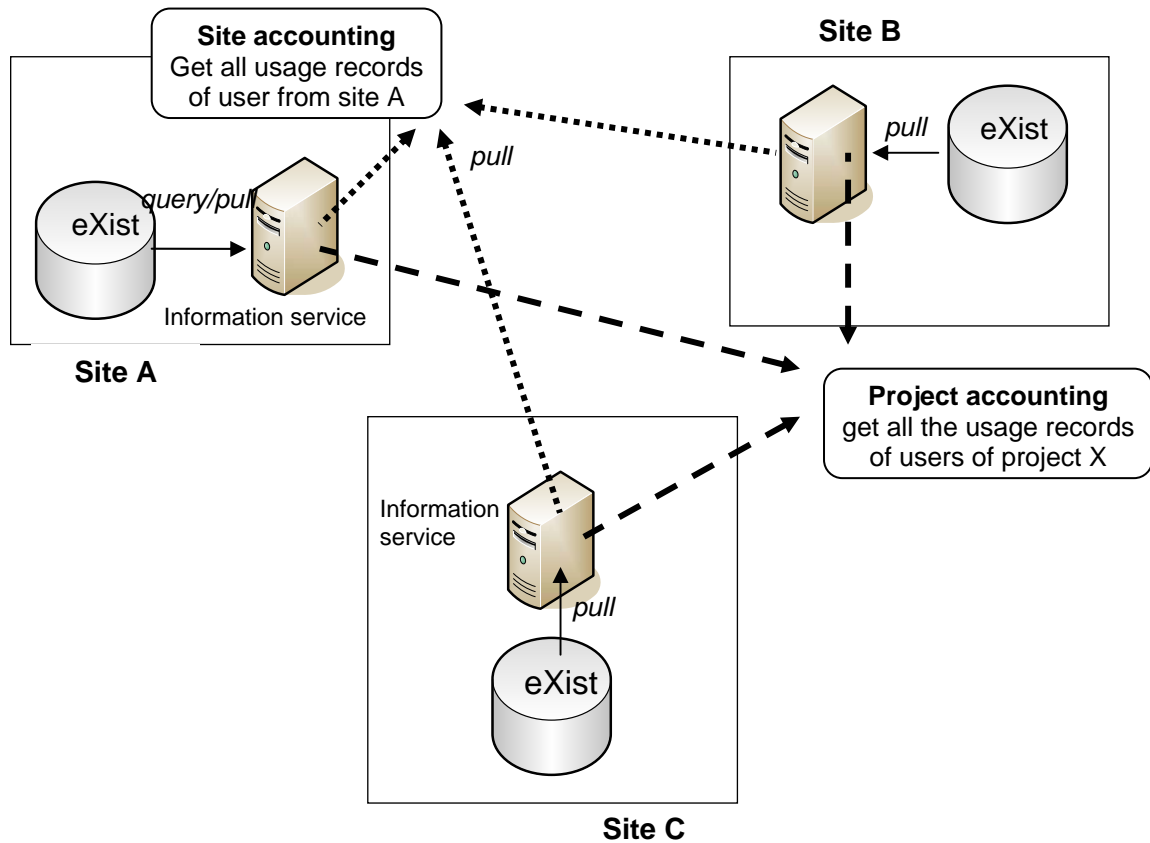 Site accounting
Get all usage records
of user from site A
Site B
pull
eXist
pull
query/pull
eXist
Information service
Site A
Project accounting
get all the usage records
of users of project X
Information
service
pull
eXist
Site C